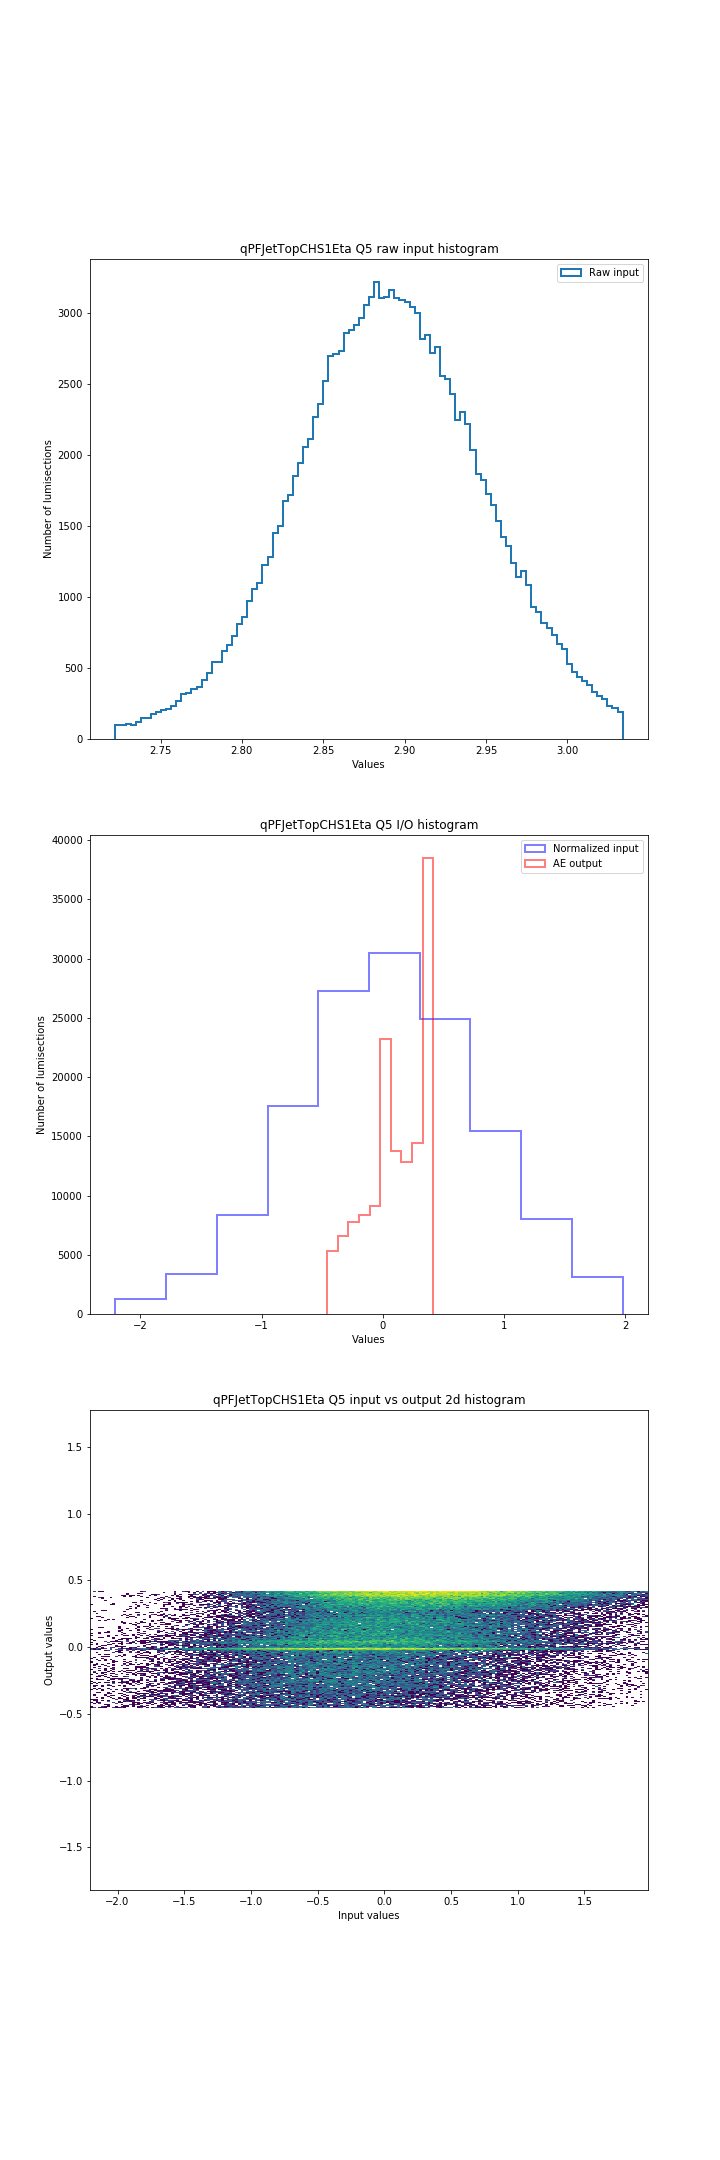 qPFJetTopCHS1Eta Q5 raw input histogram
Raw input
3000
2500
2000
1500
1000
500
0
Number of lumisections
2.75 2.80 2.85 2.90 2.95 3.00
Values
qPFJetTopCHS1Eta Q5 I/O histogram
Normalized input
AE output
40000
35000
30000
25000
20000
15000
10000
5000
0
Number of lumisections
−2 −1 0 1 2
Values
qPFJetTopCHS1Eta Q5 input vs output 2d histogram
1.5
1.0
0.5
0.0
−0.5
−1.0
−1.5
Output values
−2.0 −1.5 −1.0 −0.5 0.0 0.5 1.0 1.5
Input values